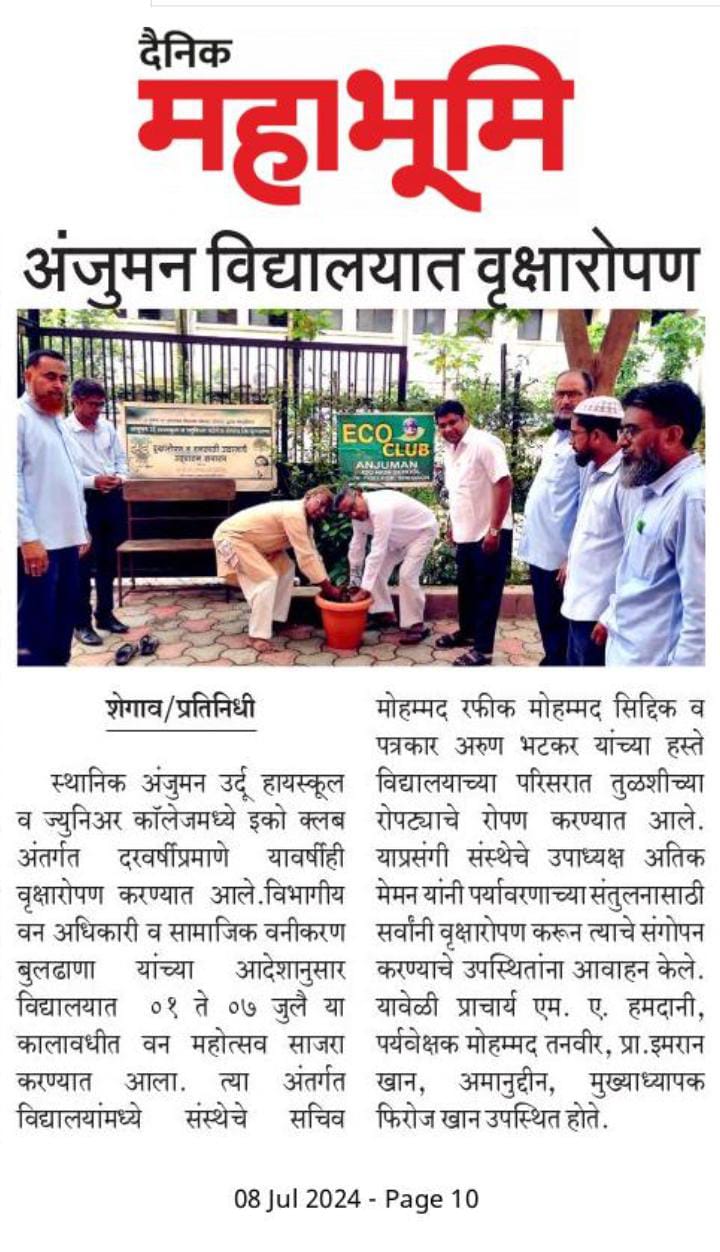 दैनिक
महाभूमि
अंजुमन विद्यालयात वृक्षारोपण
वृक्षारोपण व
ECO
CLUB
ANJUMAN
शेगाव/प्रतिनिधी
स्थानिक अंजुमन उर्दू हायस्कूल
व ज्युनिअर कॉलेजमध्ये इको क्लब
अंतर्गत दरवर्षीप्रमाणे यावर्षीही
वृक्षारोपण करण्यात आले.विभागीय
वन अधिकारी व सामाजिक वनीकरण
बुलढाणा यांच्या आदेशानुसार
विद्यालयात ०१ ते ०७ जुलै या
कालावधीत वन महोत्सव साजरा
करण्यात आला. त्या अंतर्गत
विद्यालयांमध्ये संस्थेचे सचिव
मोहम्मद रफीक मोहम्मद सिद्दिक व
पत्रकार अरुण भटकर यांच्या हस्ते
विद्यालयाच्या परिसरात तुळशीच्या
रोपट्याचे रोपण करण्यात आले.
याप्रसंगी संस्थेचे उपाध्यक्ष अतिक
मेमन यांनी पर्यावरणाच्या संतुलनासाठी
सर्वांनी वृक्षारोपण करून त्याचे संगोपन
करण्याचे उपस्थितांना आवाहन केले.
यावेळी प्राचार्य एम. ए. हमदानी,
पर्यवेक्षक मोहम्मद तनवीर, प्रा.इमरान
खान, अमानुद्दीन, मुख्याध्यापक
फिरोज खान उपस्थित होते.
08 Jul 2024 - Page 10